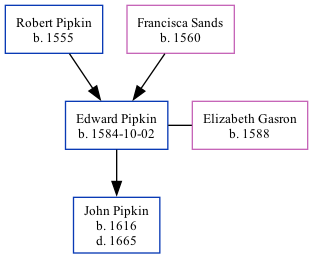 Robert Pipkin
b. 1555
Francisca Sands
b. 1560
Edward Pipkin
b. 1584-10-02
Elizabeth Gasron
b. 1588
John Pipkin
b. 1616
d. 1665